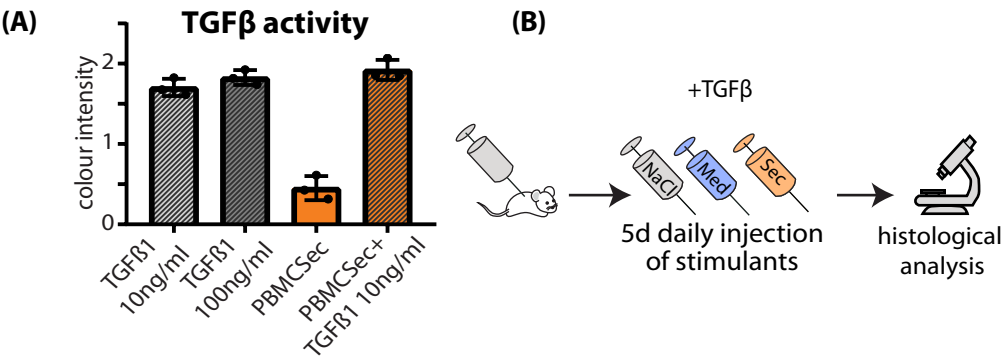 (A)
TGFβ activity
colour intensity
2
1
0
TGFß1
10ng/ml
TGFß1
100ng/ml
PBMCSec
PBMCSec+
TGFß1 10ng/ml
(B)
+TGFβ
NaCl
Med
Sec
5d daily injection
of stimulants
histological
analysis